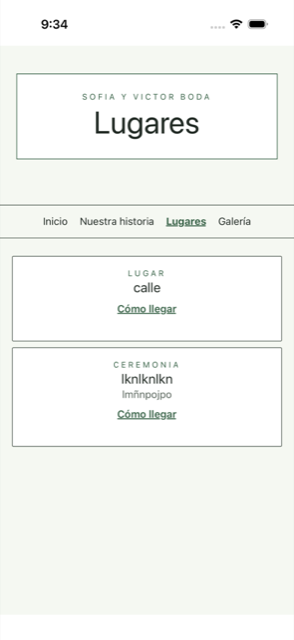 9:34
SOFIA Y VICTOR BODA
Lugares
Inicio Nuestra historia Lugares Galería
LUGAR
calle
Cómo llegar
CEREMONIA
lknlknlkn
lmñnpojpo
Cómo llegar